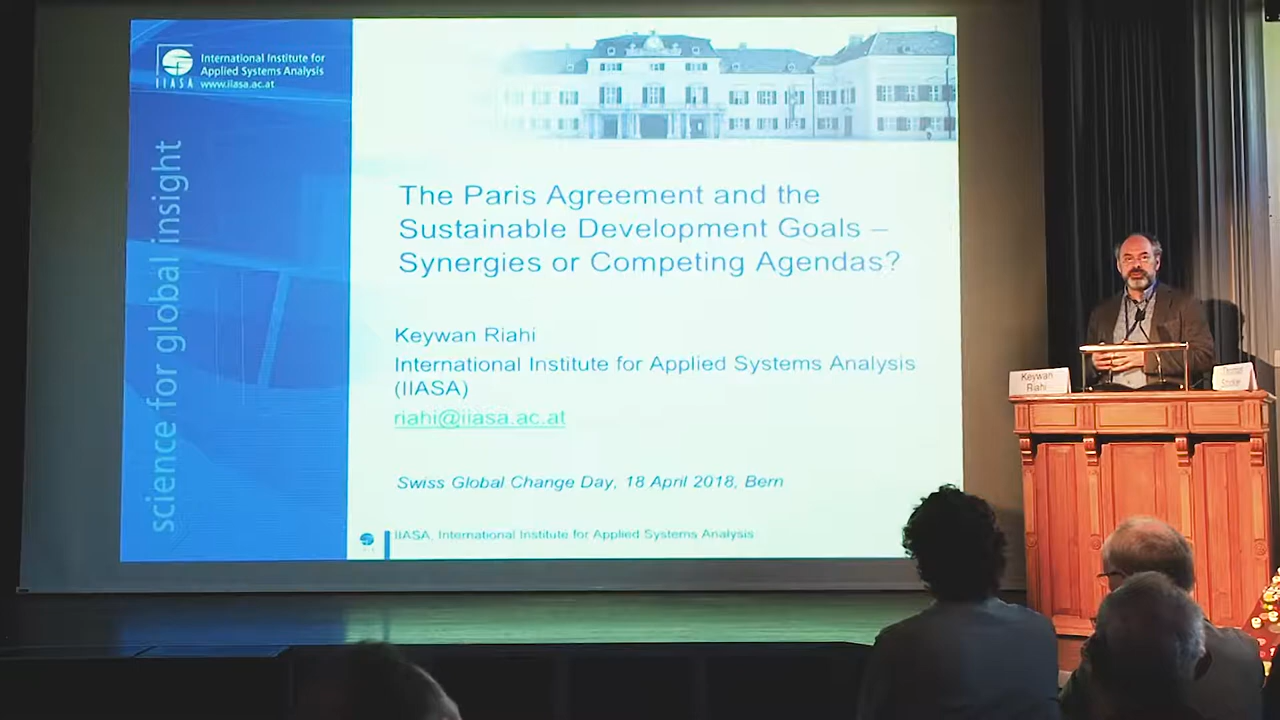 International Institute for
Applied Systems Analysis
IIASA
www.iiasa.ac.at
science for global insight
The Paris Agreement and the
Sustainable Development Goals –
Synergies or Competing Agendas?
Keywan Riahi
International Institute for Applied Systems Analysis
(IIASA)
riahi@iiasa.ac.at
Swiss Global Change Day, 18 April 2018, Bern
IIASA, International Institute for Applied Systems Analysis
Keywan
Riahi